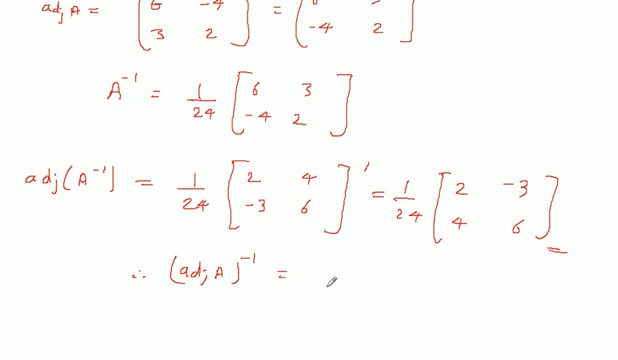 adj A = [ 6 -4 ; 3 2 ]' = [ 6 3 ; -4 2 ]
A⁻¹ = 1/24 [ 6 3 ; -4 2 ]
adj(A⁻¹) = 1/24 [ 2 4 ; -3 6 ]' = 1/24 [ 2 -3 ; 4 6 ]
∴ (adj A)⁻¹ =